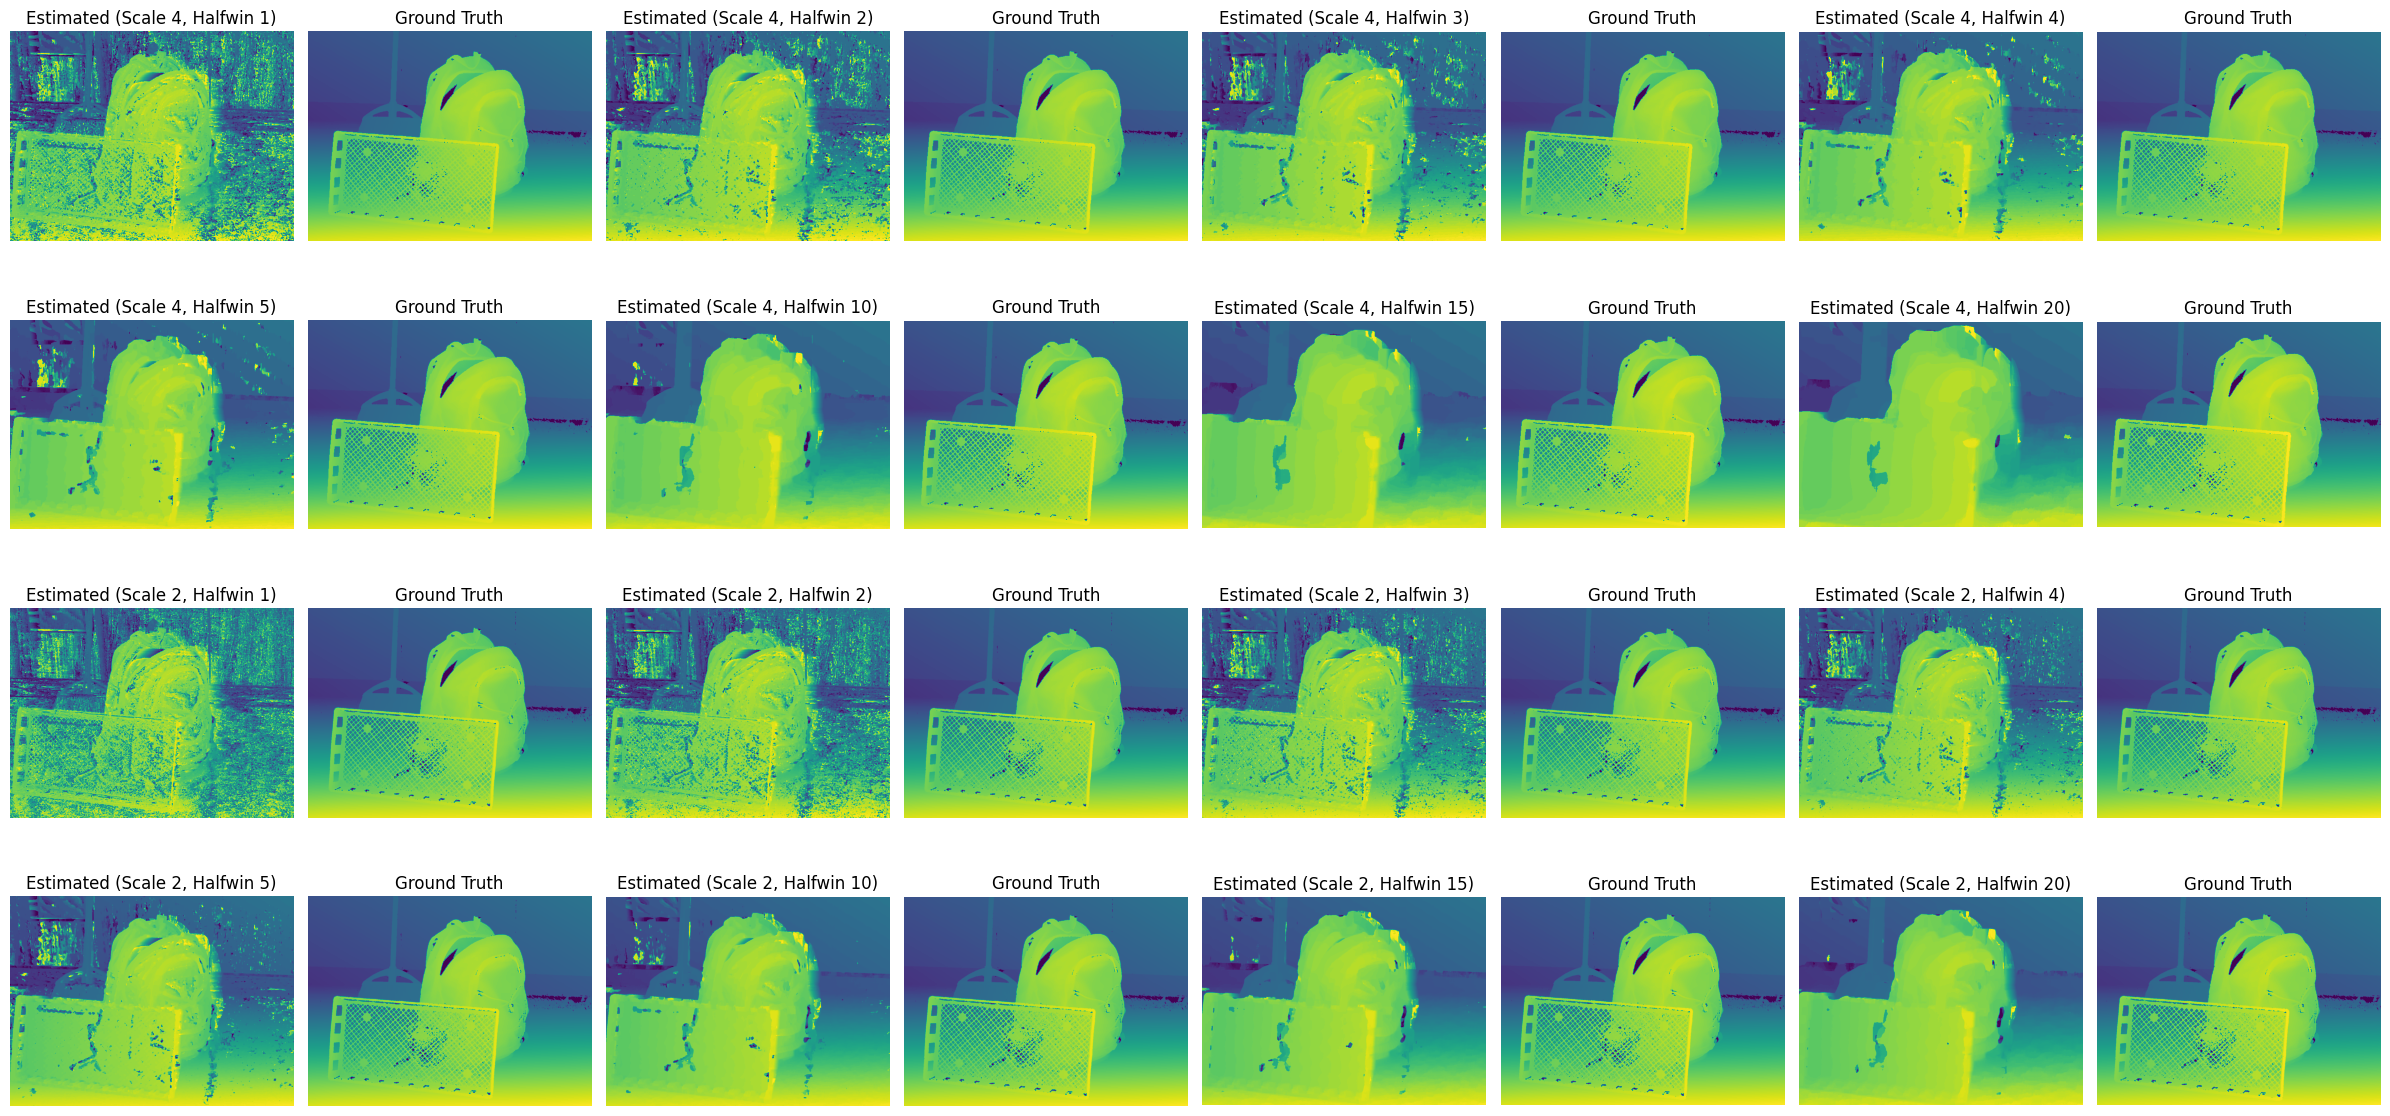 Estimated (Scale 4, Halfwin 1)
Ground Truth
Estimated (Scale 4, Halfwin 2)
Ground Truth
Estimated (Scale 4, Halfwin 3)
Ground Truth
Estimated (Scale 4, Halfwin 4)
Ground Truth
Estimated (Scale 4, Halfwin 5)
Ground Truth
Estimated (Scale 4, Halfwin 10)
Ground Truth
Estimated (Scale 4, Halfwin 15)
Ground Truth
Estimated (Scale 4, Halfwin 20)
Ground Truth
Estimated (Scale 2, Halfwin 1)
Ground Truth
Estimated (Scale 2, Halfwin 2)
Ground Truth
Estimated (Scale 2, Halfwin 3)
Ground Truth
Estimated (Scale 2, Halfwin 4)
Ground Truth
Estimated (Scale 2, Halfwin 5)
Ground Truth
Estimated (Scale 2, Halfwin 10)
Ground Truth
Estimated (Scale 2, Halfwin 15)
Ground Truth
Estimated (Scale 2, Halfwin 20)
Ground Truth